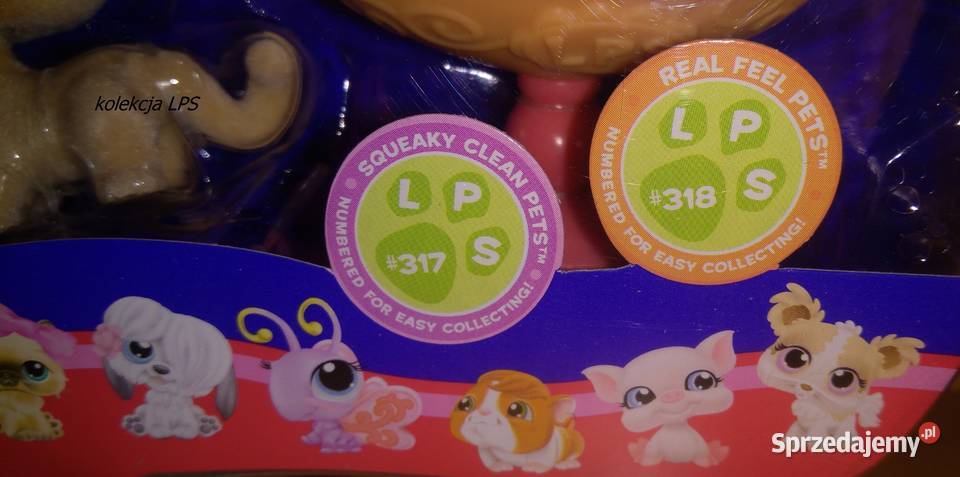 kolekcja LPS
SQUEAKY CLEAN PETS™
L P S
#317
NUMBERED FOR EASY COLLECTING!
REAL FEEL PETS™
L P S
#318
NUMBERED FOR EASY COLLECTING!
Sprzedajemy.pl